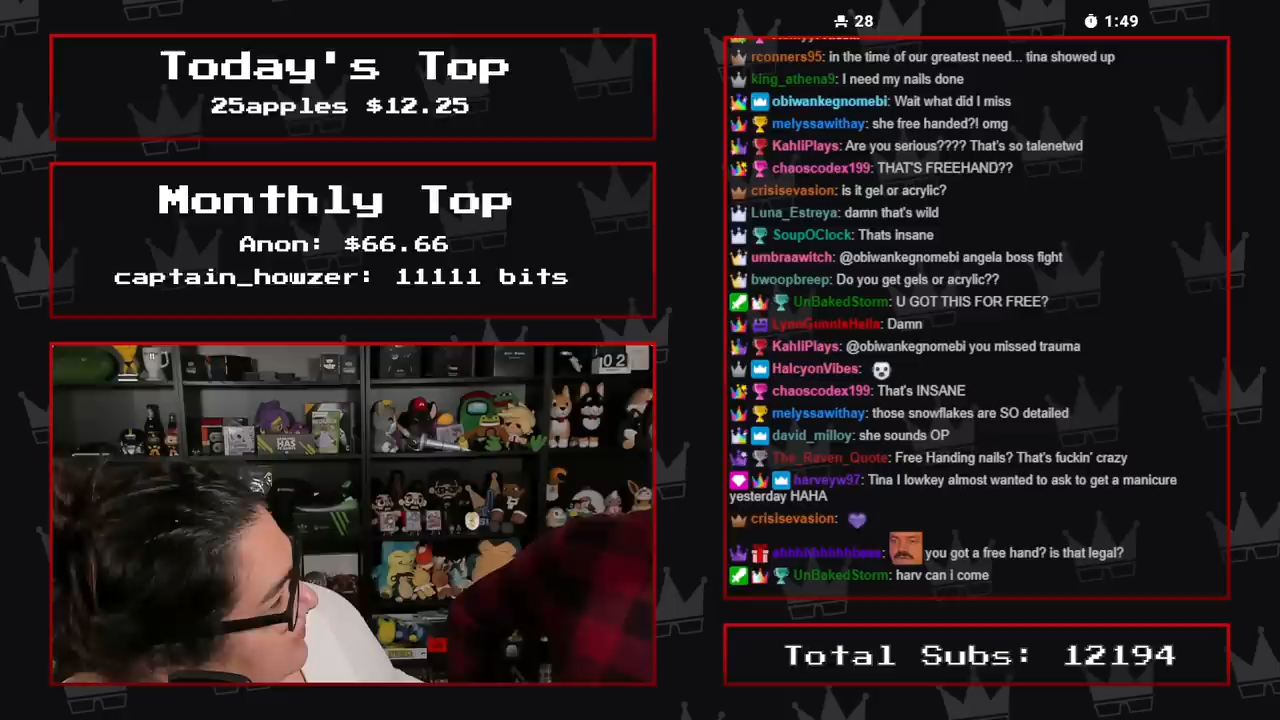 28
1:49
Today's Top
25apples $12.25
Monthly Top
Anon: $66.66
captain_howzer: 11111 bits
rconners95: in the time of our greatest need... tina showed up
king_athena9: I need my nails done
obiwankegnomebi: Wait what did I miss
melyssawithay: she free handed?! omg
KahliPlays: Are you serious???? That's so talenetwd
chaoscodex199: THAT'S FREEHAND??
crisisevasion: is it gel or acrylic?
Luna_Estreya: damn that's wild
SoupOClock: Thats insane
umbraawitch: @obiwankegnomebi angela boss fight
bwoopbreep: Do you get gels or acrylic??
UnBakedStorm: U GOT THIS FOR FREE?
LynnGunnIsHella: Damn
KahliPlays: @obiwankegnomebi you missed trauma
HalcyonVibes:
chaoscodex199: That's INSANE
melyssawithay: those snowflakes are SO detailed
david_milloy: she sounds OP
The_Raven_Quote: Free Handing nails? That's fuckin' crazy
harveyw97: Tina I lowkey almost wanted to ask to get a manicure
yesterday HAHA
crisisevasion:
you got a free hand? is that legal?
UnBakedStorm: harv can i come
Total Subs: 12194